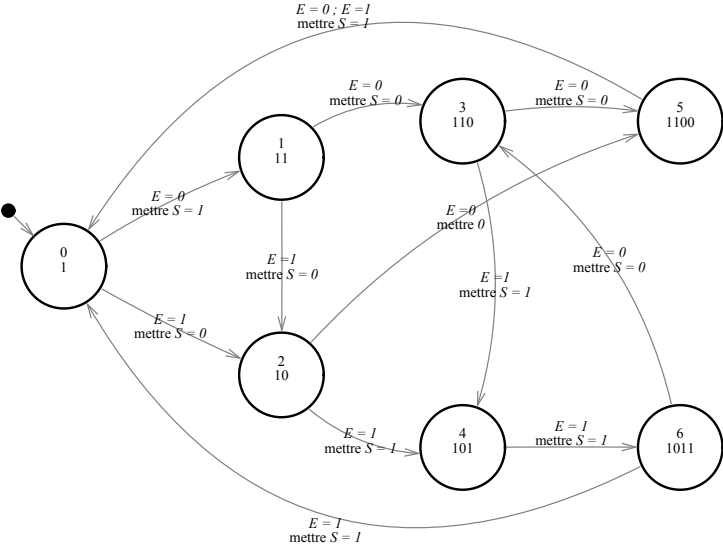 E = 0 ; E =1
mettre S = 1
E = 0
mettre S = 0
3
110
E = 0
mettre S = 0
5
1100
1
11
E = 0
mettre S = 1
E =0
mettre 0
0
1
E =1
mettre S = 0
E =1
mettre S = 1
E = 0
mettre S = 0
E = 1
mettre S = 0
2
10
E = 1
mettre S = 1
4
101
E = 1
mettre S = 1
6
1011
E = 1
mettre S = 1